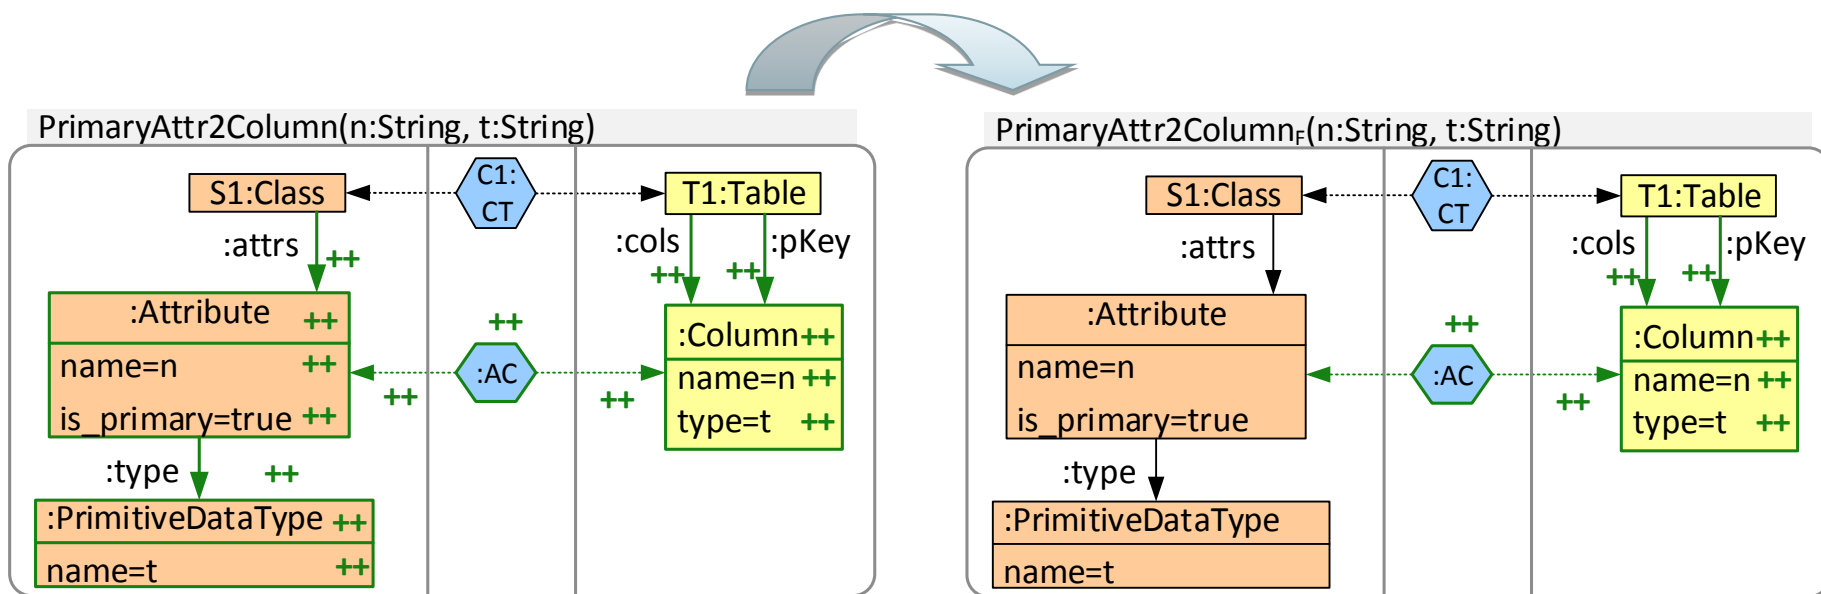 PrimaryAttr2Column(n:String, t:String)
S1:Class
C1:
CT
T1:Table
:attrs
++
:cols
++
:pKey
++
:Attribute ++
name=n ++
is_primary=true ++
++
:AC
++
++
:Column ++
name=n ++
type=t ++
:type
++
:PrimitiveDataType ++
name=t ++
PrimaryAttr2ColumnF(n:String, t:String)
S1:Class
C1:
CT
T1:Table
:attrs
:cols
++
:pKey
++
:Attribute
name=n
is_primary=true
++
:AC
++
:Column ++
name=n ++
type=t ++
:type
:PrimitiveDataType
name=t